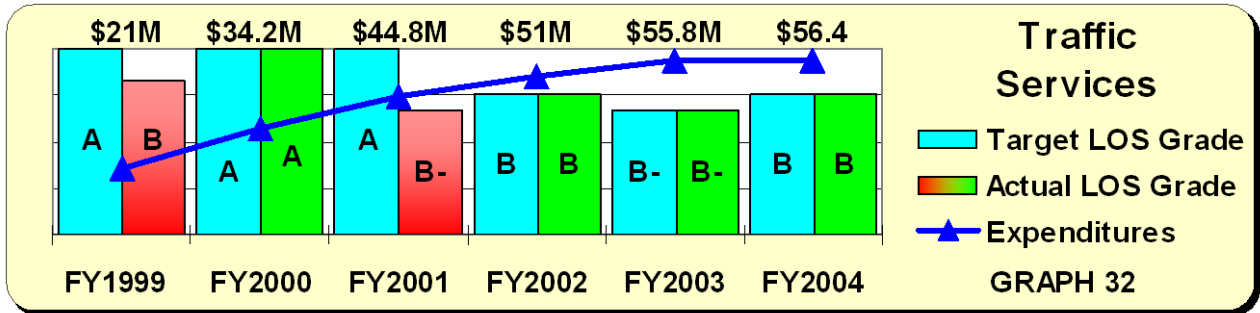 $21M $34.2M $44.8M $51M $55.8M $56.4
A B A A A B- B B B- B- B B
FY1999 FY2000 FY2001 FY2002 FY2003 FY2004
Traffic
Services
Target LOS Grade
Actual LOS Grade
Expenditures
GRAPH 32